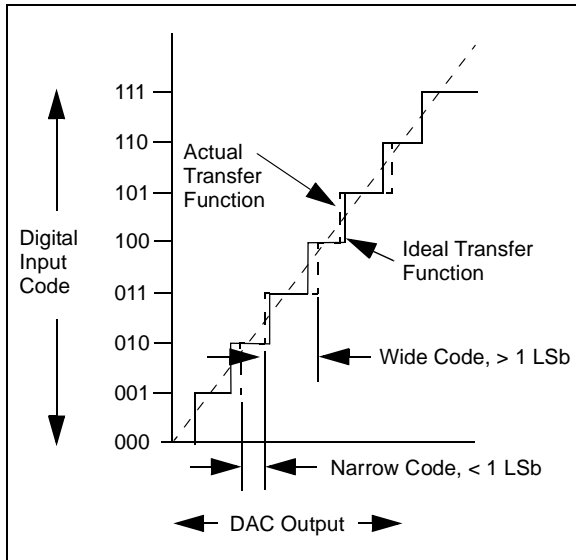 111
110
Actual
Transfer
Function
101
100
Digital
Input
Code
Ideal Transfer
Function
011
010
Wide Code, > 1 LSb
001
000
Narrow Code, < 1 LSb
DAC Output